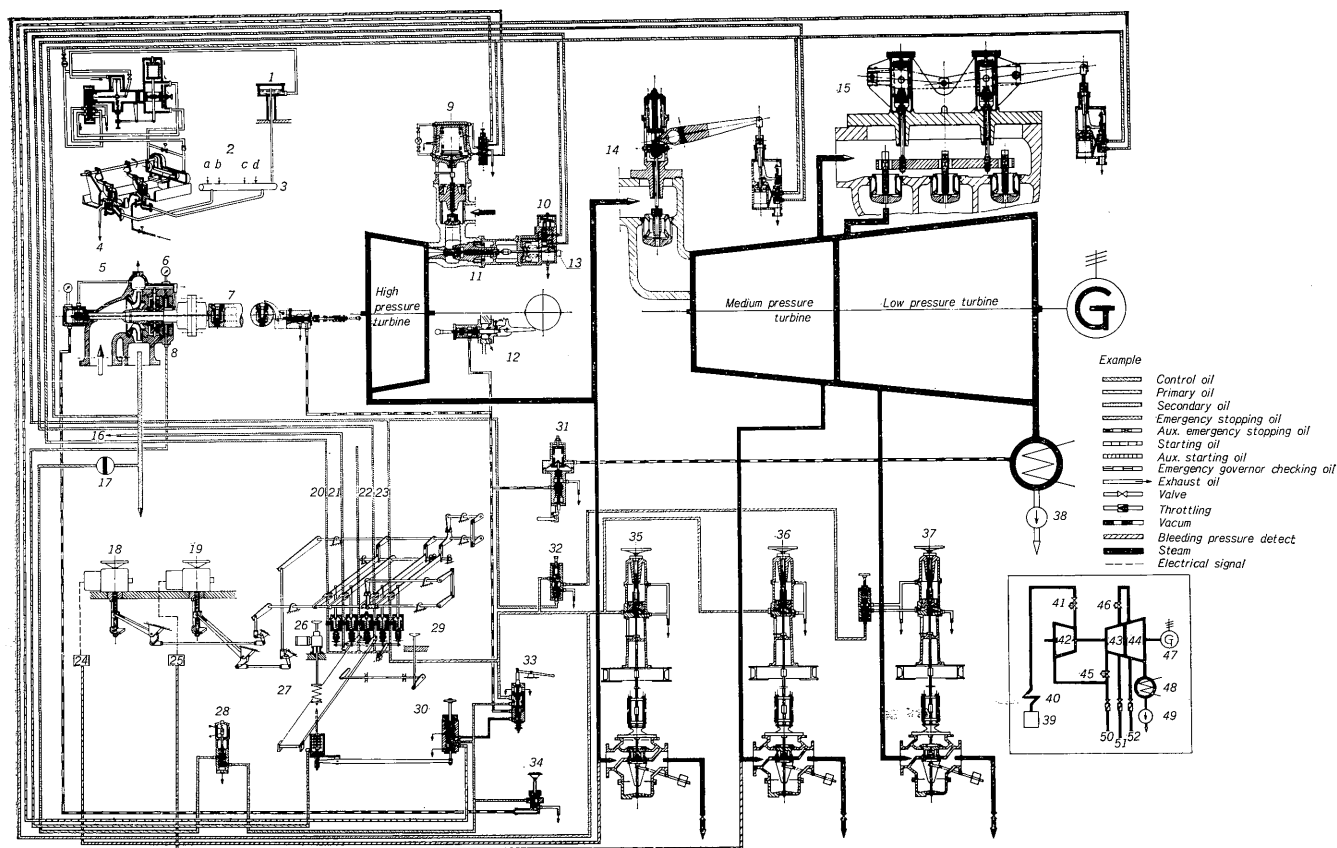 1
2
a b c d
3
4
5
6
7
8
9
10
11
12
13
14
15
High pressure turbine
Medium pressure turbine
Low pressure turbine
G
16
17
18
19
20 21 22 23
24
25
26
27
28
29
30
31
32
33
34
35
36
37
38
Example
Control oil
Primary oil
Secondary oil
Emergency stopping oil
Aux. emergency stopping oil
Starting oil
Aux. starting oil
Emergency governor checking oil
Exhaust oil
Valve
Throttling
Vacum
Bleeding pressure detect
Steam
Electrical signal
41
46
42
43
44
G
47
45
48
40
39
49
50
51
52